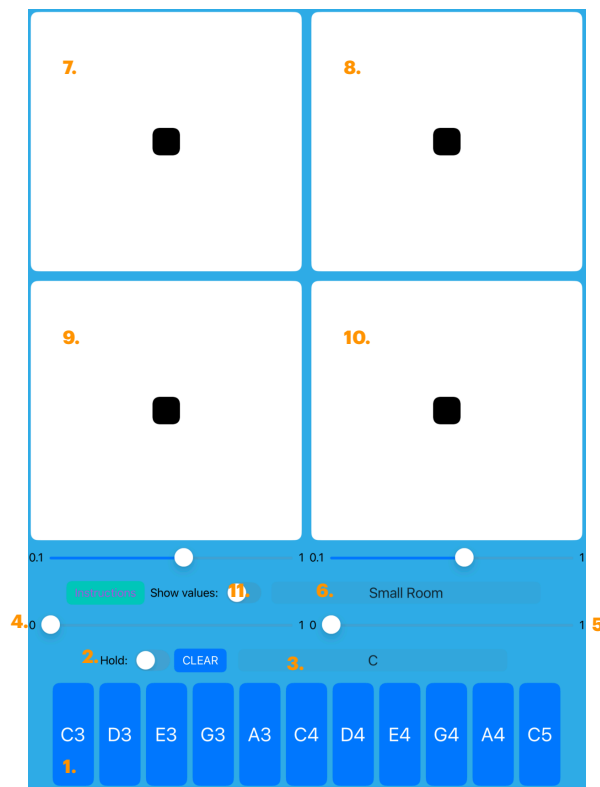 7. 8.
9. 10.
0.1 1 0.1 1
Instructions Show values: 11. 6. Small Room
4. 0 1 0 1 5
2. Hold: CLEAR 3. C
C3 D3 E3 G3 A3 C4 D4 E4 G4 A4 C5
1.